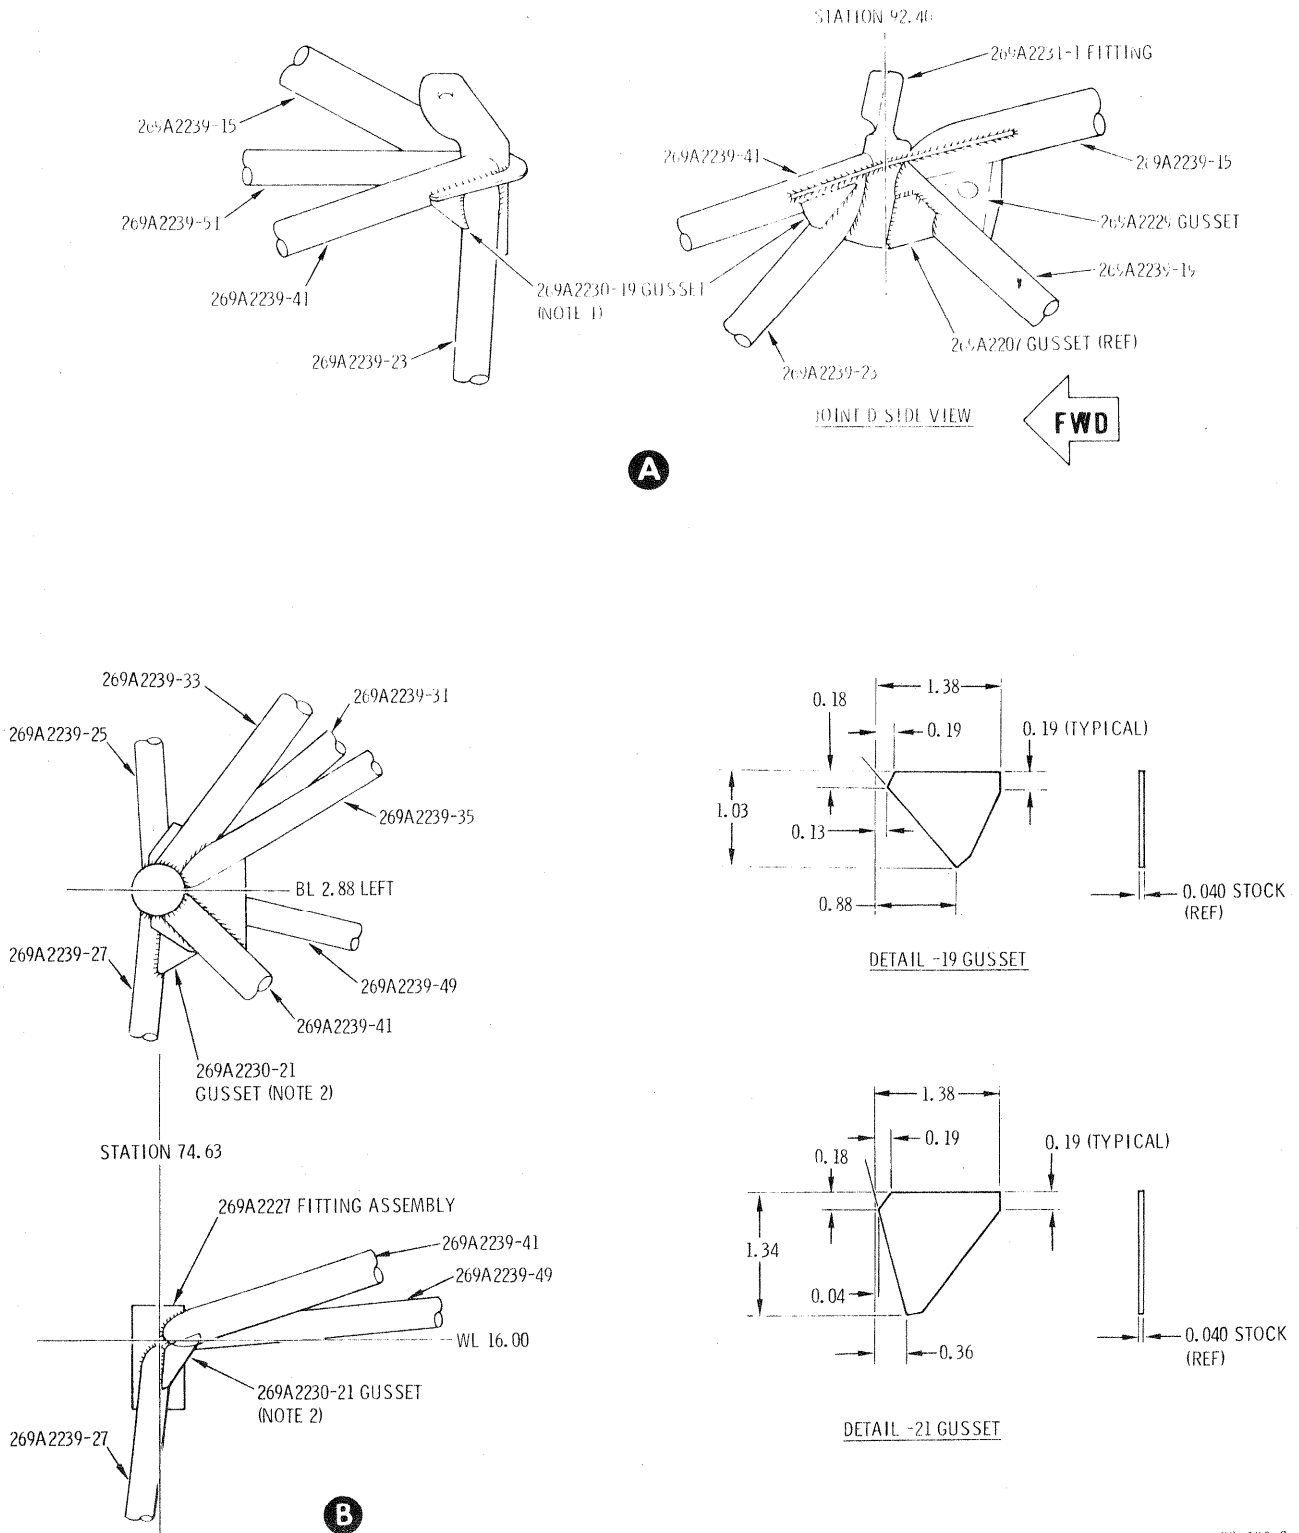 STATION 92.40
269A2231-1 FITTING
269A2239-15
269A2239-41
269A2239-15
269A2239-51
269A2229 GUSSET
269A2239-19
269A2239-41
269A2230-19 GUSSET
(NOTE 1)
269A2207 GUSSET (REF)
269A2239-23
269A2239-23
JOINT D SIDE VIEW
FWD
A
269A2239-33
269A2239-31
269A2239-25
269A2239-35
BL 2.88 LEFT
269A2239-27
269A2239-49
269A2239-41
269A2230-21
GUSSET (NOTE 2)
STATION 74.63
269A2227 FITTING ASSEMBLY
269A2239-41
269A2239-49
WL 16.00
269A2230-21 GUSSET
(NOTE 2)
269A2239-27
B
1.38
0.18
0.19
0.19 (TYPICAL)
1.03
0.13
0.88
0.040 STOCK
(REF)
DETAIL -19 GUSSET
1.38
0.19
0.19 (TYPICAL)
0.18
1.34
0.04
0.36
0.040 STOCK
(REF)
DETAIL -21 GUSSET